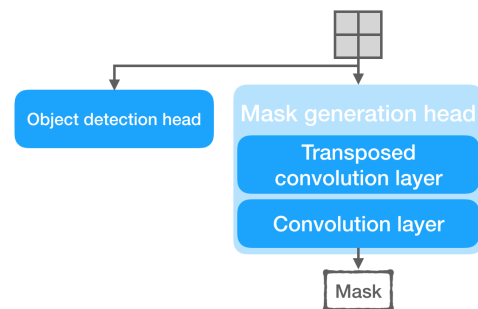 Object detection head
Mask generation head
Transposed
convolution layer
Convolution layer
Mask